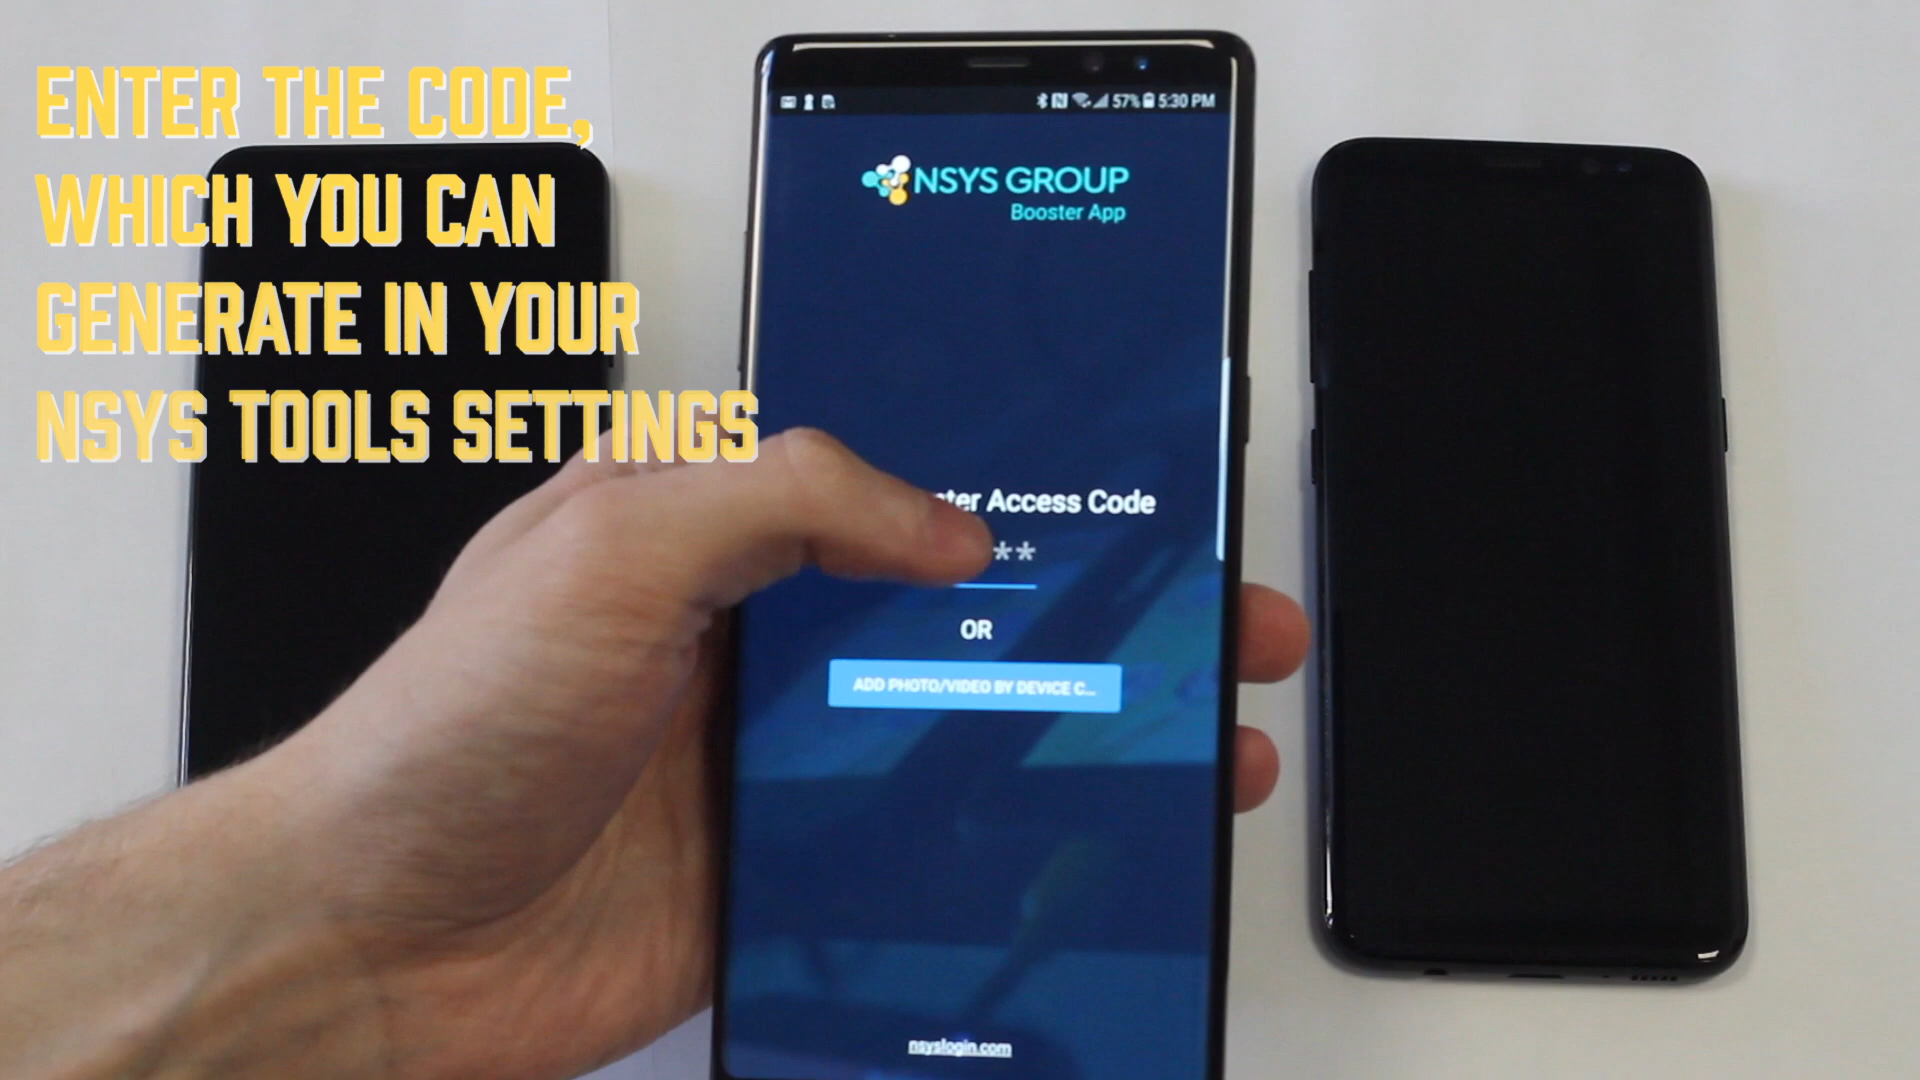 ENTER THE CODE,
WHICH YOU CAN
GENERATE IN YOUR
NSYS TOOLS SETTINGS
57% 5:30 PM
NSYS GROUP
Booster App
Access Code
**
OR
ADD PHOTO/VIDEO BY DEVICE C...
nsyslogin.com